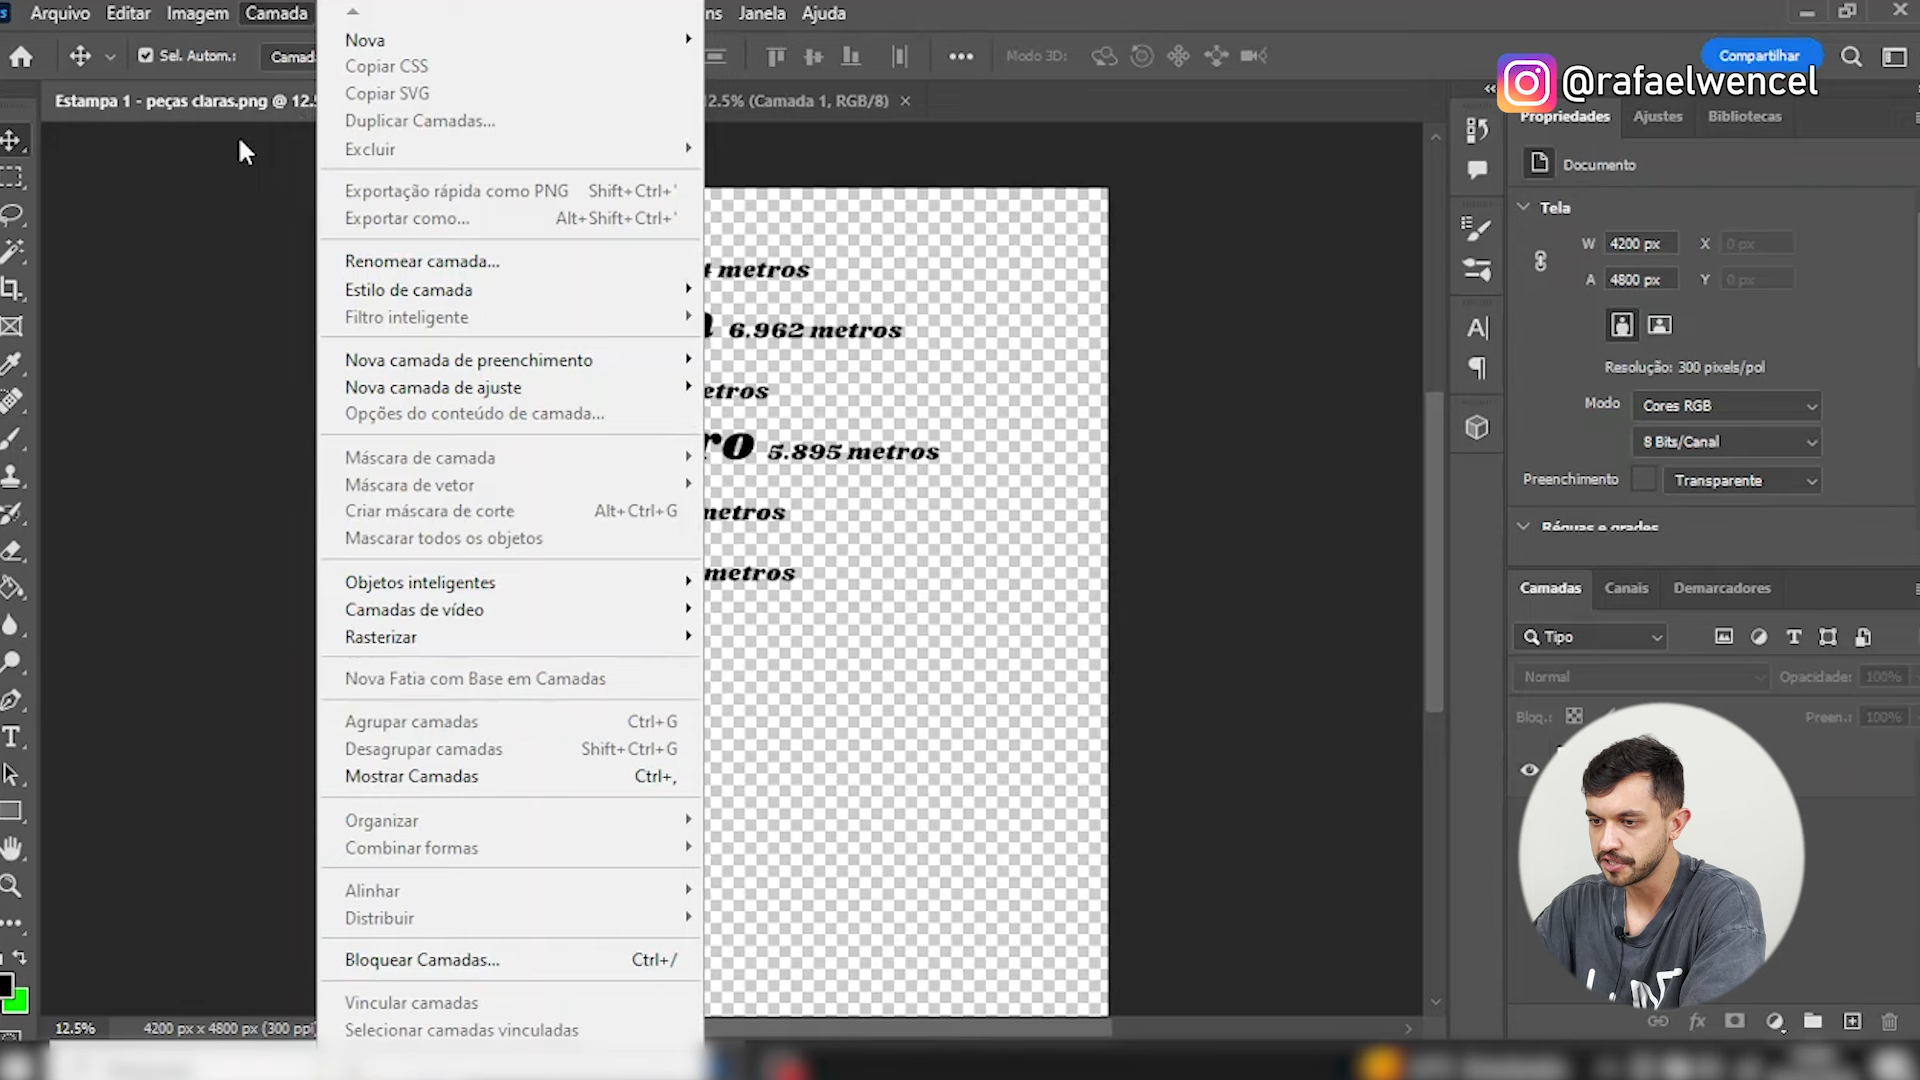 Arquivo Editar Imagem Camada Janela Ajuda
Sel. Autom.: Modo 3D: Compartilhar
@rafaelwencel
Estampa 1 - peças claras.png @ 12.5 12.5% (Camada 1, RGB/8) ×
Nova
Copiar CSS
Copiar SVG
Duplicar Camadas...
Excluir
Exportação rápida como PNG Shift+Ctrl+'
Exportar como... Alt+Shift+Ctrl+'
Renomear camada...
Estilo de camada
Filtro inteligente
Nova camada de preenchimento
Nova camada de ajuste
Opções do conteúdo de camada...
Máscara de camada
Máscara de vetor
Criar máscara de corte Alt+Ctrl+G
Mascarar todos os objetos
Objetos inteligentes
Camadas de vídeo
Rasterizar
Nova Fatia com Base em Camadas
Agrupar camadas Ctrl+G
Desagrupar camadas Shift+Ctrl+G
Mostrar Camadas Ctrl+,
Organizar
Combinar formas
Alinhar
Distribuir
Bloquear Camadas... Ctrl+/
Vincular camadas
Selecionar camadas vinculadas
metros
6.962 metros
etros
ro 5.895 metros
metros
metros
Propriedades Ajustes Bibliotecas
Documento
Tela
W 4200 px X 0 px
A 4800 px Y 0 px
Resolução: 300 pixels/pol
Modo Cores RGB
8 Bits/Canal
Preenchimento Transparente
Réguas e grades
Camadas Canais Demarcadores
Tipo
Normal Opacidade: 100%
Bloq.: Preen.: 100%
12.5% 4200 px x 4800 px (300 ppi)